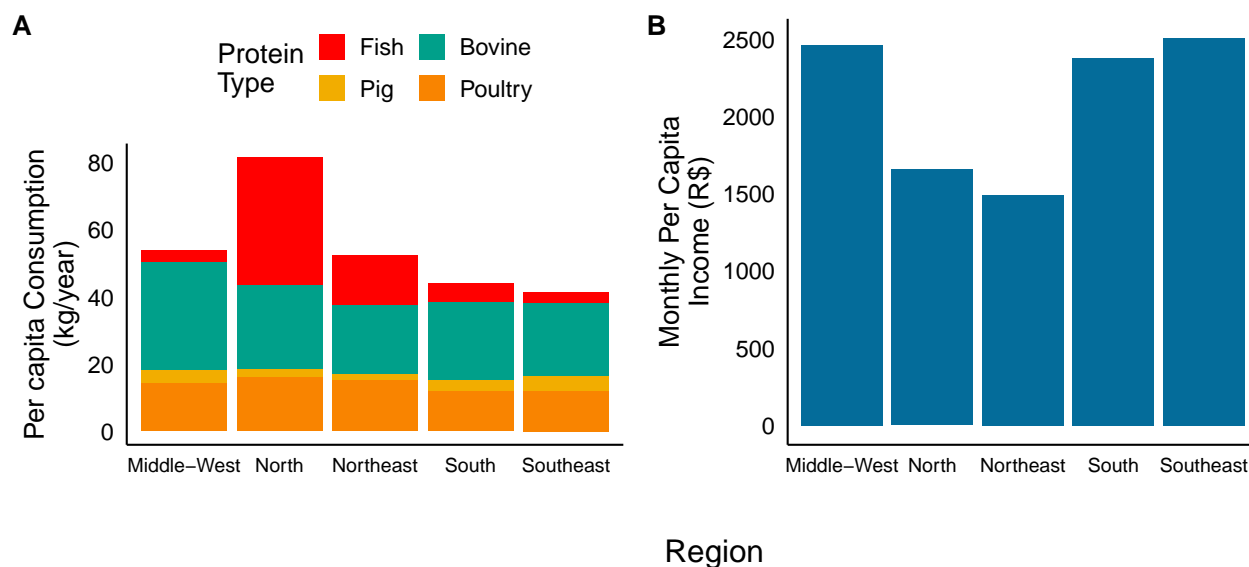 A
Protein
Type
Fish
Bovine
Pig
Poultry
Per capita Consumption
(kg/year)
80
60
40
20
0
Middle−West North Northeast South Southeast
B
Monthly Per Capita
Income (R$)
2500
2000
1500
1000
500
0
Middle−West North Northeast South Southeast
Region